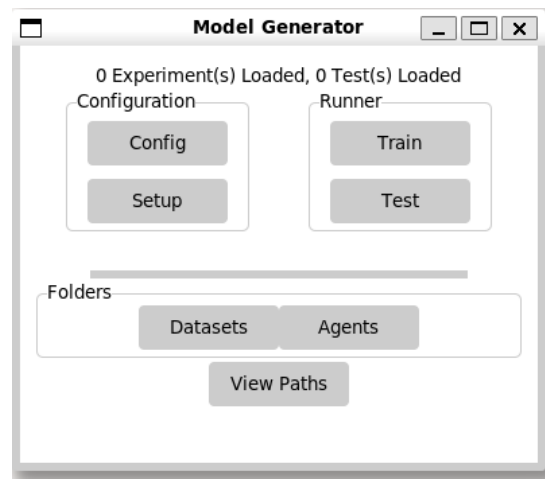 Model Generator
0 Experiment(s) Loaded, 0 Test(s) Loaded
Configuration
Runner
Config
Train
Setup
Test
Folders
Datasets
Agents
View Paths